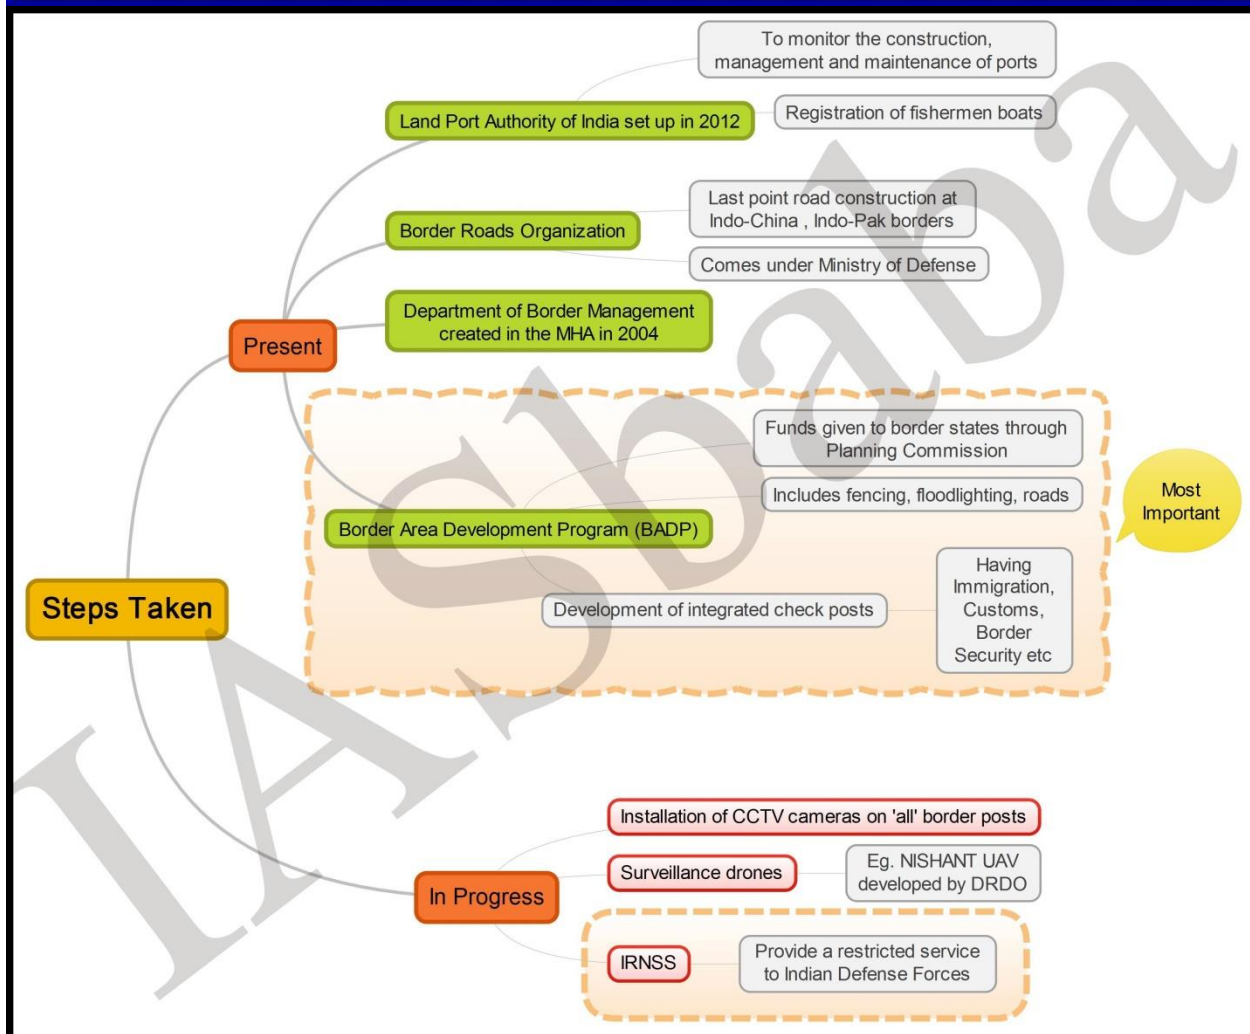 To monitor the construction,
management and maintenance of ports
Land Port Authority of India set up in 2012
Registration of fishermen boats
Last point road construction at
Indo-China , Indo-Pak borders
Border Roads Organization
Comes under Ministry of Defense
Department of Border Management
created in the MHA in 2004
Present
Funds given to border states through
Planning Commission
Includes fencing, floodlighting, roads
Most
Important
Border Area Development Program (BADP)
Having
Immigration,
Customs,
Border
Security etc
Development of integrated check posts
Steps Taken
Installation of CCTV cameras on 'all' border posts
Surveillance drones
Eg. NISHANT UAV
developed by DRDO
In Progress
IRNSS
Provide a restricted service
to Indian Defense Forces
IASbaba